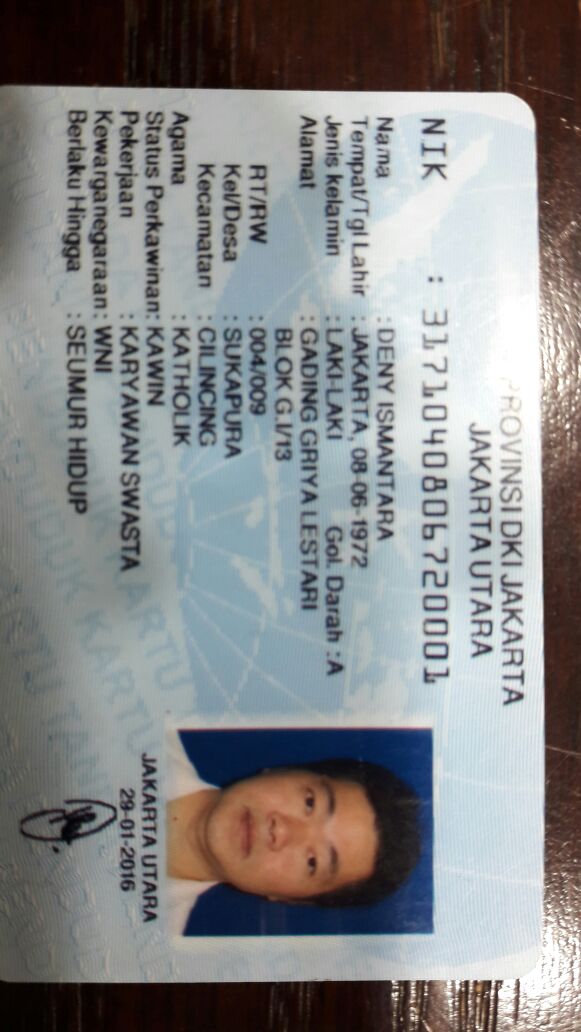 PROVINSI DKI JAKARTA
JAKARTA UTARA
NIK : 3171040806720001
Nama : DENY ISMANTARA
Tempat/Tgl Lahir : JAKARTA, 08-06-1972
Jenis kelamin : LAKI-LAKI Gol. Darah : A
Alamat : GADING GRIYA LESTARI
BLOK G.I/13
RT/RW : 004/009
Kel/Desa : SUKAPURA
Kecamatan : CILINCING
Agama : KATHOLIK
Status Perkawinan: KAWIN
Pekerjaan : KARYAWAN SWASTA
Kewarganegaraan: WNI
Berlaku Hingga : SEUMUR HIDUP
JAKARTA UTARA
29-01-2016